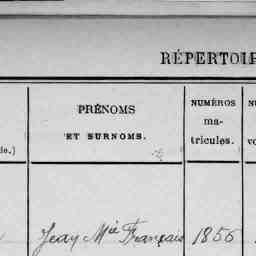 RÉPERTOIR
PRÉNOMS
ET SURNOMS.
NUMÉROS
ma-
tricules.
Jean Mie François 1856